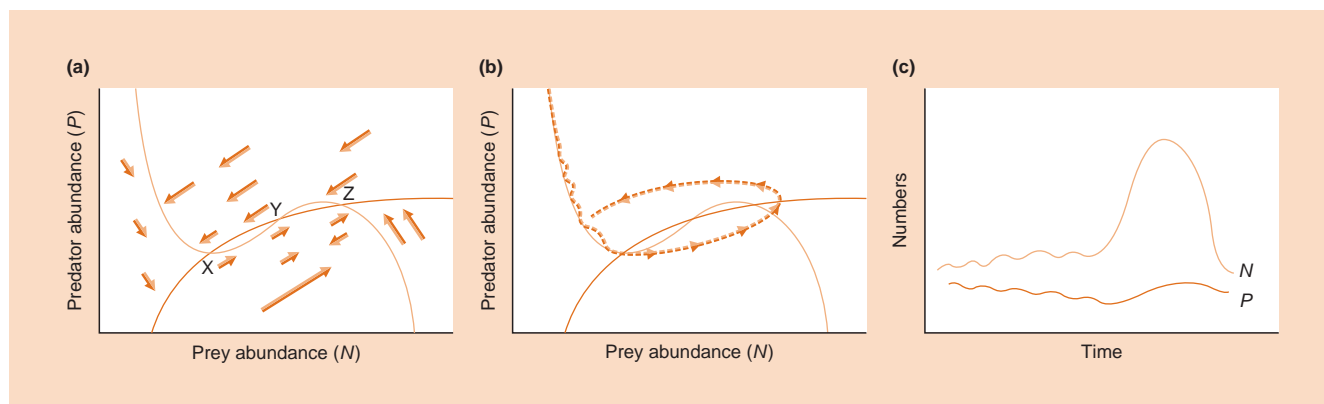 (a)
Predator abundance (P)
X
Y
Z
Prey abundance (N)
(b)
Predator abundance (P)
Prey abundance (N)
(c)
Numbers
N
P
Time